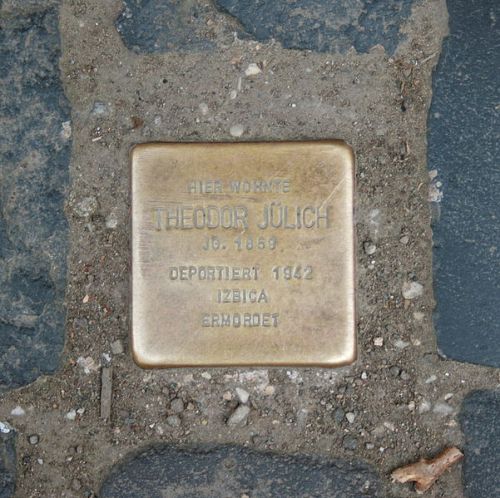 HIER WOHNTE
THEODOR JÜLICH
JG. 1869
DEPORTIERT 1942
IZBICA
ERMORDET